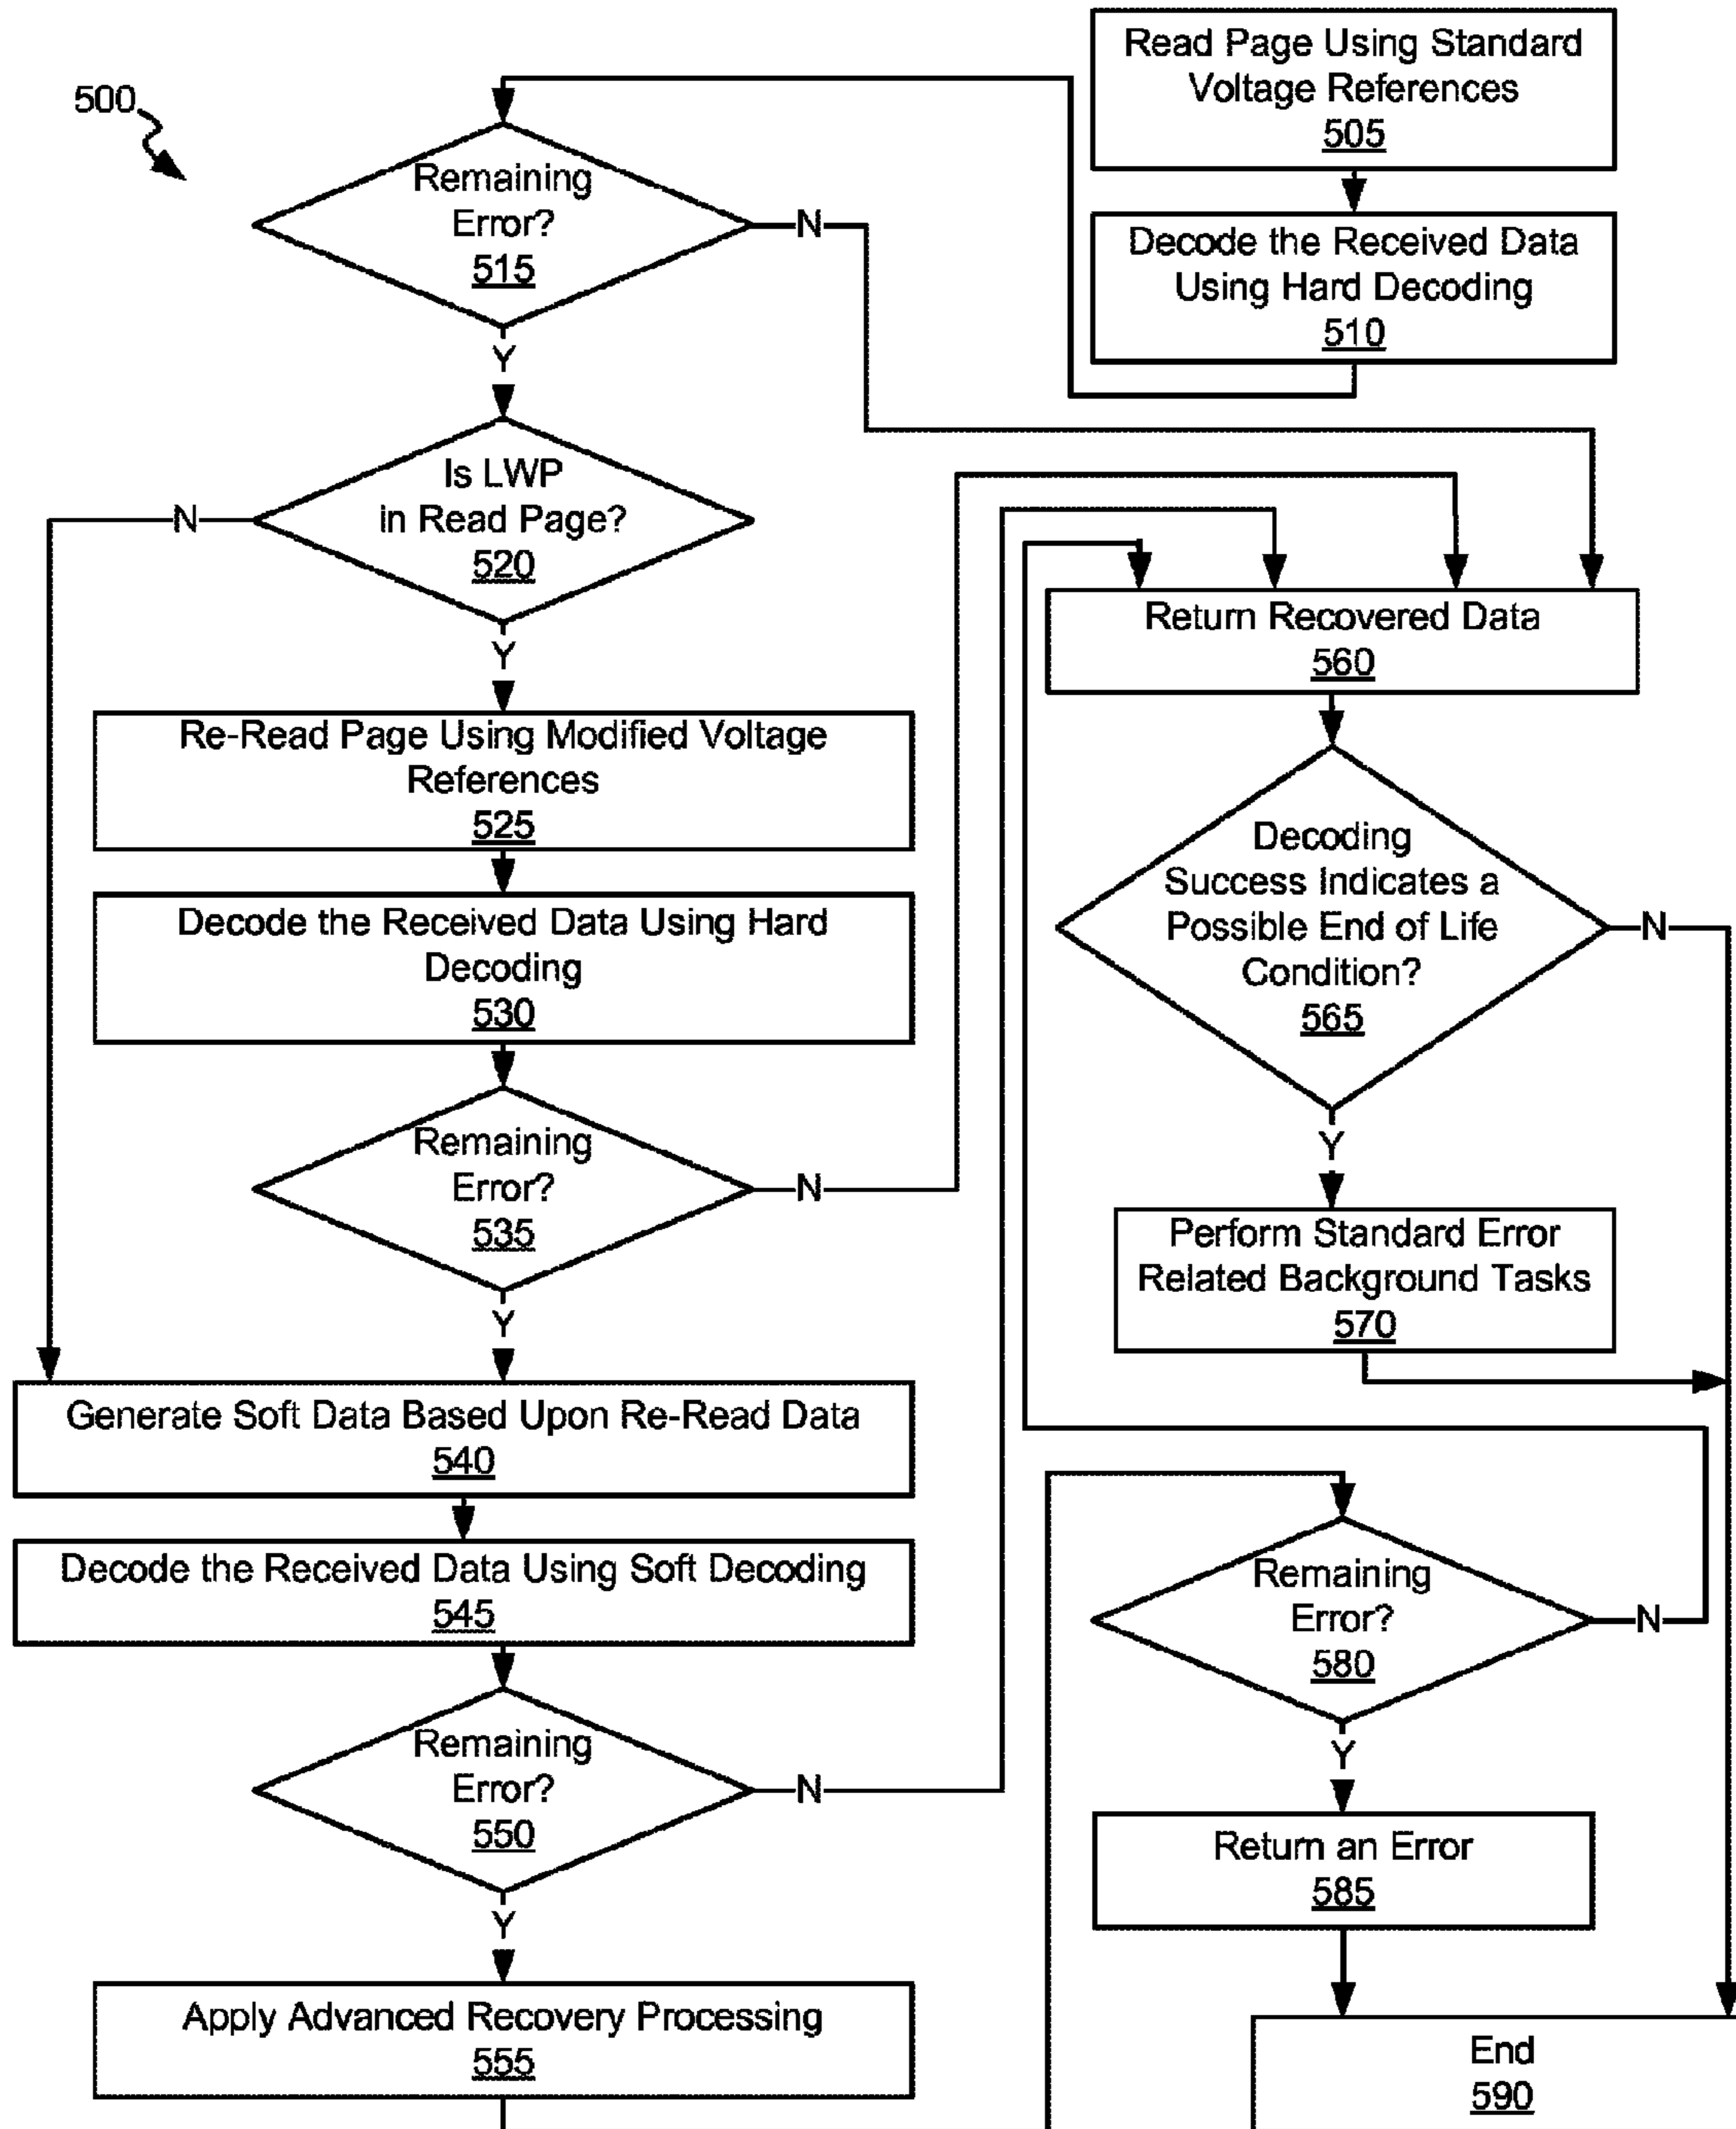 500
Read Page Using Standard
Voltage References
505
Decode the Received Data
Using Hard Decoding
510
Remaining
Error?
515
N
Y
Is LWP
in Read Page?
520
N
Y
Re-Read Page Using Modified Voltage
References
525
Decode the Received Data Using Hard
Decoding
530
Remaining
Error?
535
N
Y
Generate Soft Data Based Upon Re-Read Data
540
Decode the Received Data Using Soft Decoding
545
Remaining
Error?
550
N
Y
Apply Advanced Recovery Processing
555
Return Recovered Data
560
Decoding
Success Indicates a
Possible End of Life
Condition?
565
N
Y
Perform Standard Error
Related Background Tasks
570
Remaining
Error?
580
N
Y
Return an Error
585
End
590